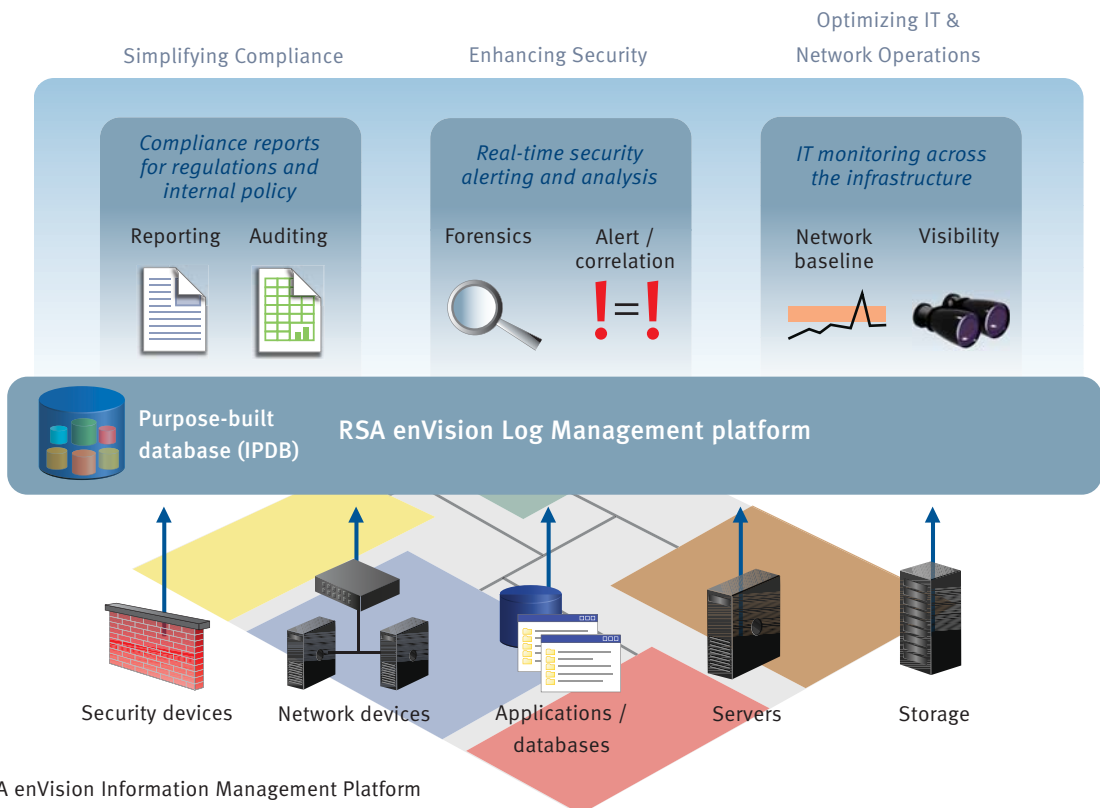 Simplifying Compliance
Enhancing Security
Optimizing IT &
Network Operations
Compliance reports
for regulations and
internal policy
Reporting
Auditing
Real-time security
alerting and analysis
Forensics
Alert /
correlation
!=!
IT monitoring across
the infrastructure
Network
baseline
Visibility
Purpose-built
database (IPDB)
RSA enVision Log Management platform
Security devices
Network devices
Applications /
databases
Servers
Storage
A enVision Information Management Platform